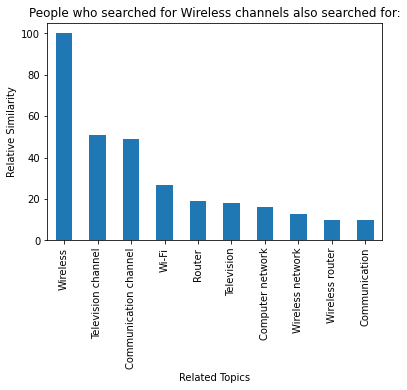 People who searched for Wireless channels also searched for:
Relative Similarity
100
80
60
40
20
0
Wireless
Television channel
Communication channel
Wi-Fi
Router
Television
Computer network
Wireless network
Wireless router
Communication
Related Topics